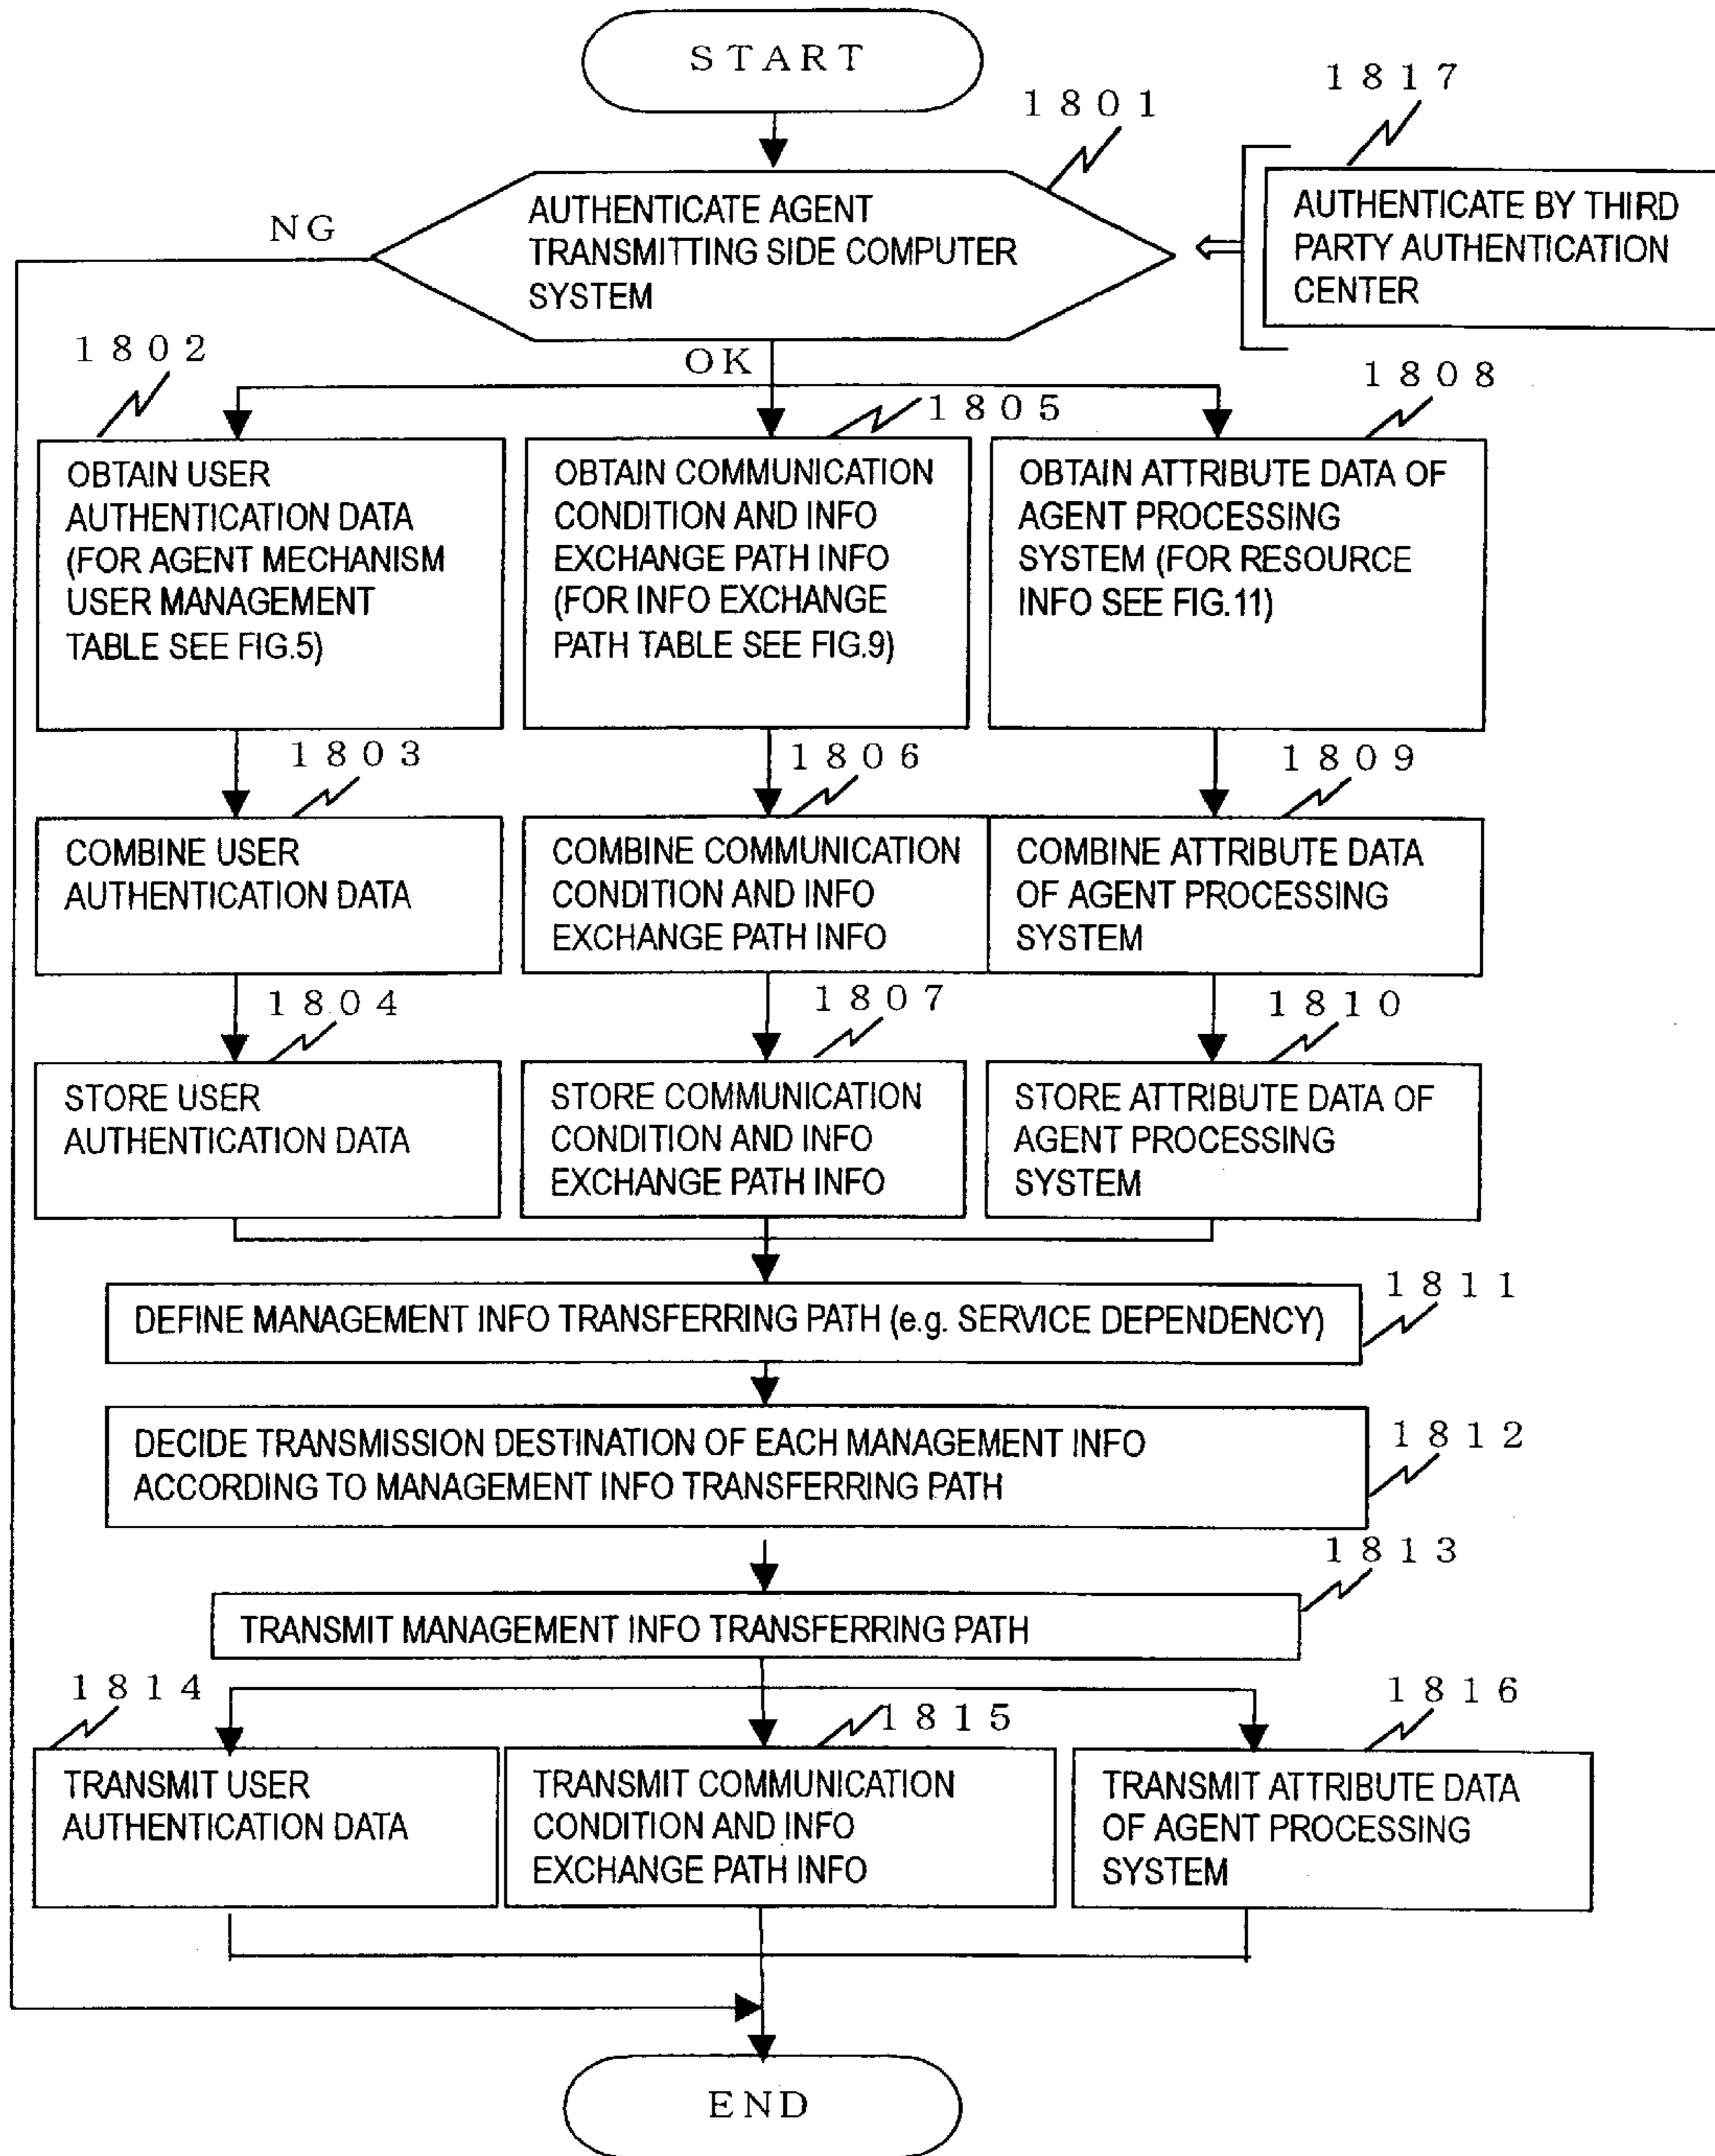 START
1801
1817
AUTHENTICATE AGENT
TRANSMITTING SIDE COMPUTER
SYSTEM
AUTHENTICATE BY THIRD
PARTY AUTHENTICATION
CENTER
NG
OK
1802
1805
1808
OBTAIN USER
AUTHENTICATION DATA
(FOR AGENT MECHANISM
USER MANAGEMENT
TABLE SEE FIG.5)
OBTAIN COMMUNICATION
CONDITION AND INFO
EXCHANGE PATH INFO
(FOR INFO EXCHANGE
PATH TABLE SEE FIG.9)
OBTAIN ATTRIBUTE DATA OF
AGENT PROCESSING
SYSTEM (FOR RESOURCE
INFO SEE FIG.11)
1803
1806
1809
COMBINE USER
AUTHENTICATION DATA
COMBINE COMMUNICATION
CONDITION AND INFO
EXCHANGE PATH INFO
COMBINE ATTRIBUTE DATA
OF AGENT PROCESSING
SYSTEM
1804
1807
1810
STORE USER
AUTHENTICATION DATA
STORE COMMUNICATION
CONDITION AND INFO
EXCHANGE PATH INFO
STORE ATTRIBUTE DATA OF
AGENT PROCESSING
SYSTEM
1811
DEFINE MANAGEMENT INFO TRANSFERRING PATH (e.g. SERVICE DEPENDENCY)
1812
DECIDE TRANSMISSION DESTINATION OF EACH MANAGEMENT INFO
ACCORDING TO MANAGEMENT INFO TRANSFERRING PATH
1813
TRANSMIT MANAGEMENT INFO TRANSFERRING PATH
1814
1815
1816
TRANSMIT USER
AUTHENTICATION DATA
TRANSMIT COMMUNICATION
CONDITION AND INFO
EXCHANGE PATH INFO
TRANSMIT ATTRIBUTE DATA
OF AGENT PROCESSING
SYSTEM
END